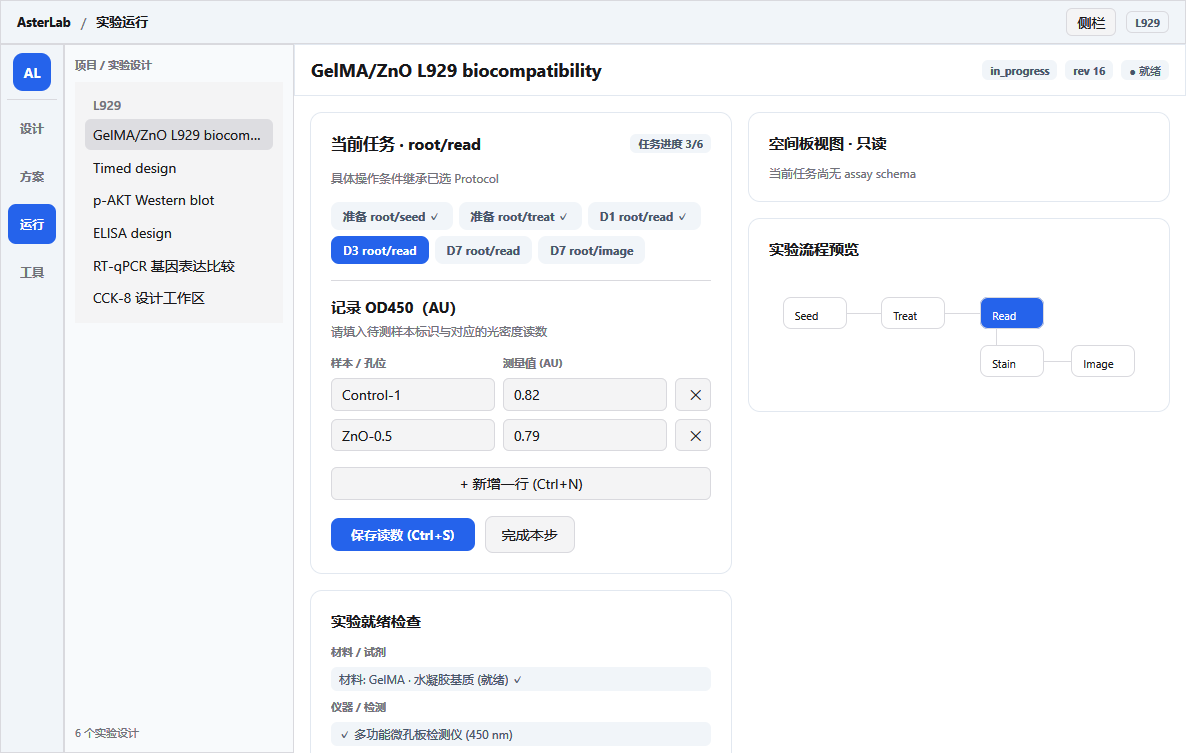 AsterLab / 实验运行
侧栏
L929
AL
设计
方案
运行
工具
项目 / 实验设计
L929
GelMA/ZnO L929 biocom...
Timed design
p-AKT Western blot
ELISA design
RT-qPCR 基因表达比较
CCK-8 设计工作区
6 个实验设计
GelMA/ZnO L929 biocompatibility
in_progress
rev 16
● 就绪
当前任务 · root/read
任务进度 3/6
具体操作条件继承已选 Protocol
准备 root/seed ✓
准备 root/treat ✓
D1 root/read ✓
D3 root/read
D7 root/read
D7 root/image
记录 OD450（AU）
请填入待测样本标识与对应的光密度读数
样本 / 孔位
测量值 (AU)
Control-1
0.82
×
ZnO-0.5
0.79
×
+ 新增一行 (Ctrl+N)
保存读数 (Ctrl+S)
完成本步
实验就绪检查
材料 / 试剂
材料: GelMA · 水凝胶基质 (就绪) ✓
仪器 / 检测
✓ 多功能微孔板检测仪 (450 nm)
空间板视图 · 只读
当前任务尚无 assay schema
实验流程预览
Seed
Treat
Read
Stain
Image